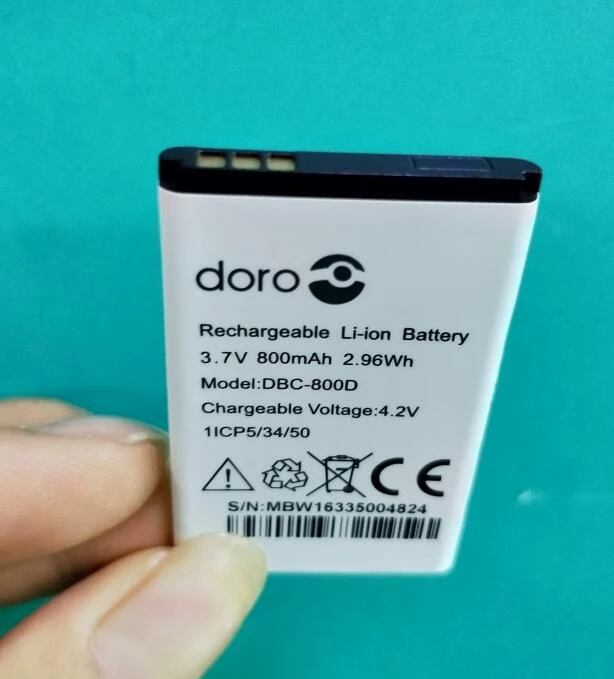 doro
Rechargeable Li-ion Battery
3.7V 800mAh 2.96Wh
Model:DBC-800D
Chargeable Voltage:4.2V
1ICP5/34/50
CE
S/N:MBW16335004824